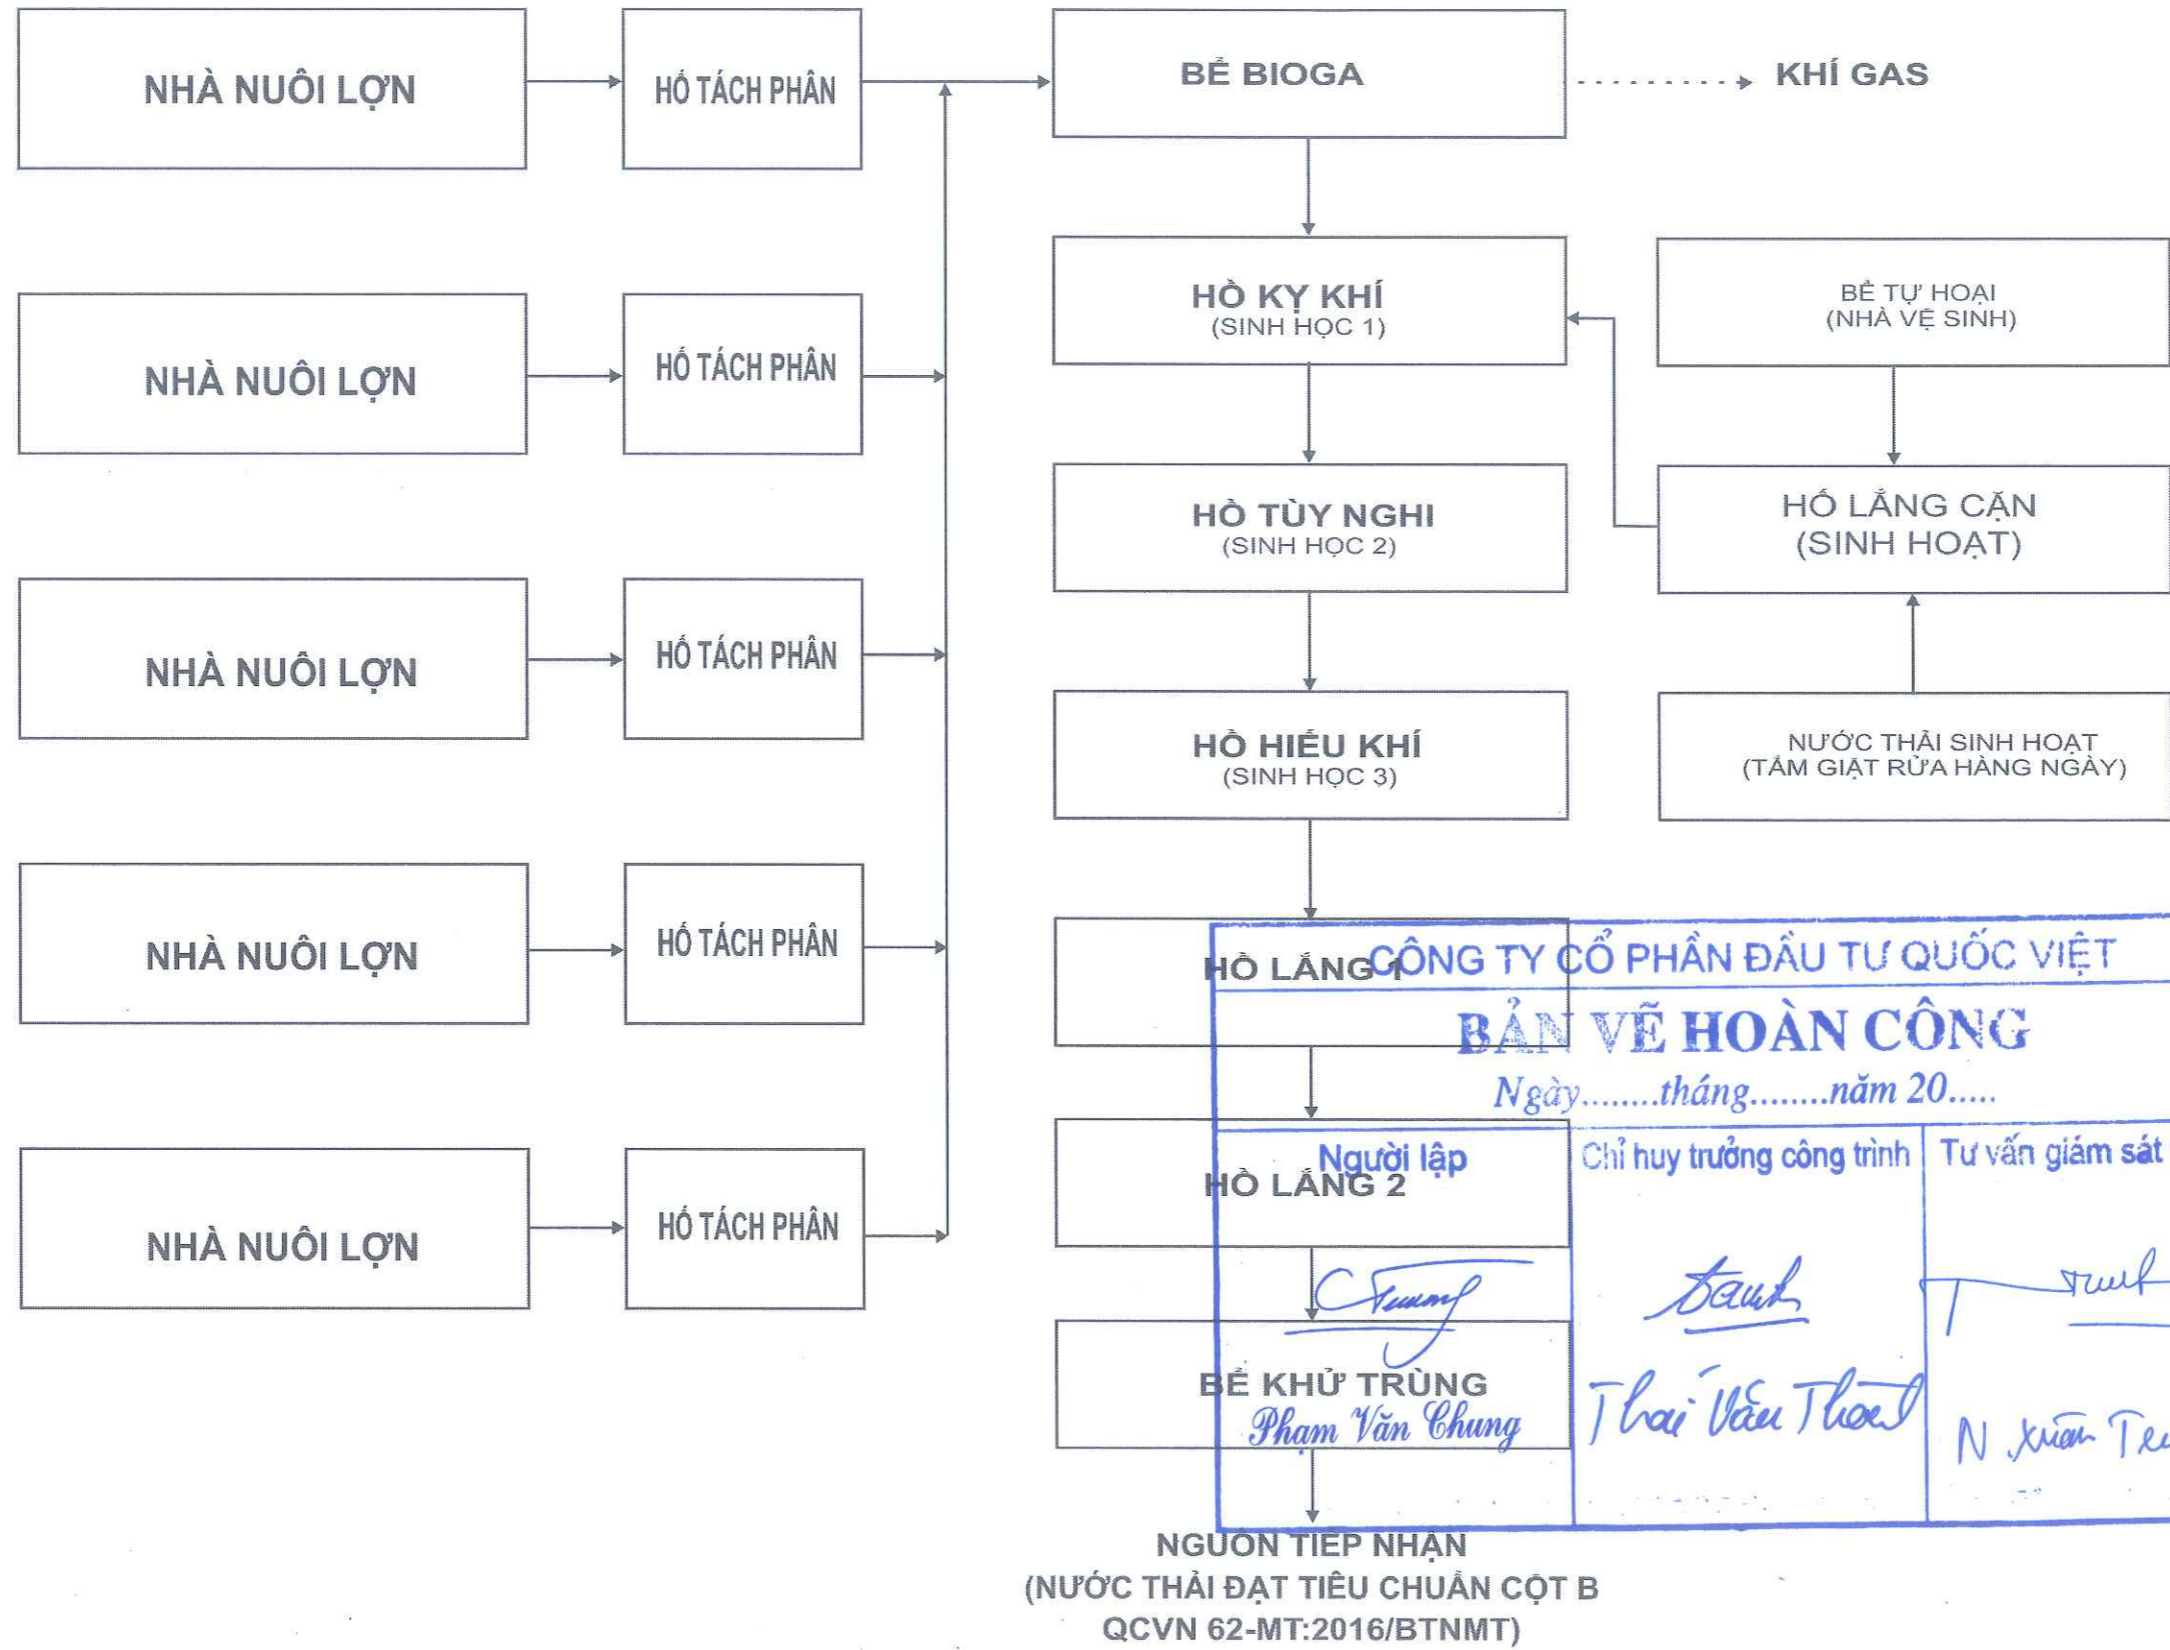 NHÀ NUÔI LỢN
HỐ TÁCH PHÂN
BỂ BIOGA
KHÍ GAS
HỒ KỴ KHÍ
(SINH HỌC 1)
BỂ TỰ HOẠI
(NHÀ VỆ SINH)
NHÀ NUÔI LỢN
HỐ TÁCH PHÂN
HỒ TÙY NGHI
(SINH HỌC 2)
HỐ LẮNG CẶN
(SINH HOẠT)
NHÀ NUÔI LỢN
HỐ TÁCH PHÂN
HỒ HIẾU KHÍ
(SINH HỌC 3)
NƯỚC THẢI SINH HOẠT
(TẮM GIẶT RỬA HÀNG NGÀY)
NHÀ NUÔI LỢN
HỐ TÁCH PHÂN
HỒ LẮNG 1
CÔNG TY CỔ PHẦN ĐẦU TƯ QUỐC VIỆT
BẢN VẼ HOÀN CÔNG
Ngày........tháng........năm 20.....
NHÀ NUÔI LỢN
HỐ TÁCH PHÂN
HỒ LẮNG 2
Người lập
Chỉ huy trưởng công trình
Tư vấn giám sát
BỂ KHỬ TRÙNG
Phạm Văn Chung
Thái Văn
N. Xuân
NGUỒN TIẾP NHẬN
(NƯỚC THẢI ĐẠT TIÊU CHUẨN CỘT B
QCVN 62-MT:2016/BTNMT)